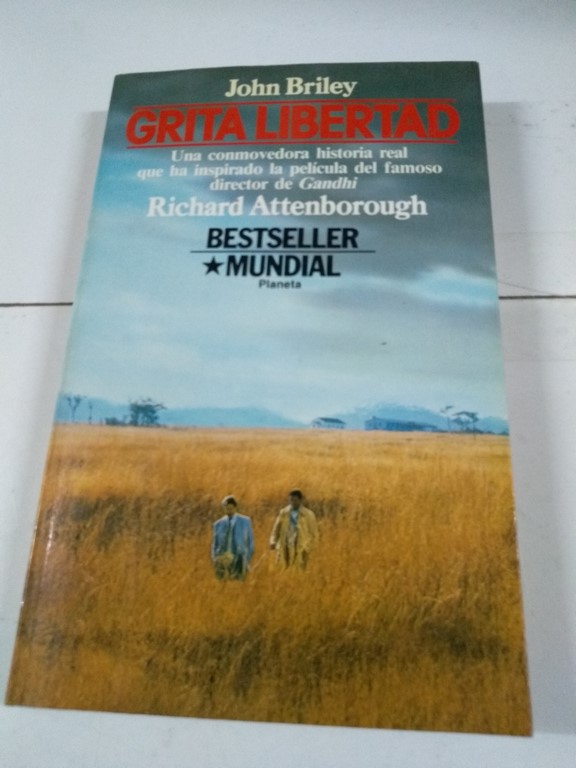 John Briley
GRITA LIBERTAD
Una conmovedora historia real
que ha inspirado la película del famoso
director de Gandhi
Richard Attenborough
BESTSELLER
★MUNDIAL
Planeta